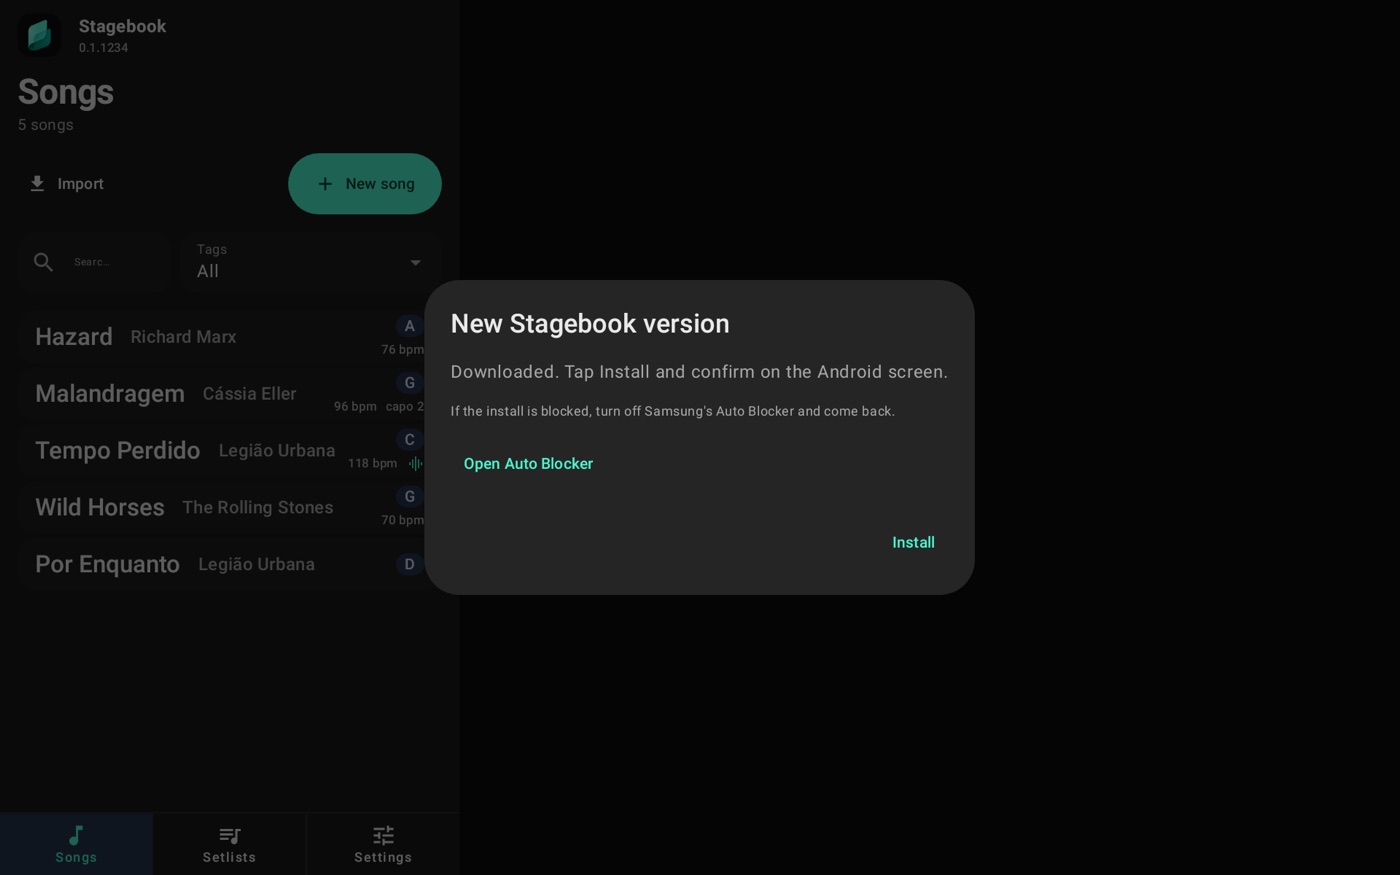 Stagebook
0.1.1234
Songs
5 songs
Import
New song
Searc…
Tags
All
Hazard Richard Marx A
76 bpm
Malandragem Cássia Eller G
96 bpm capo 2
Tempo Perdido Legião Urbana C
118 bpm
Wild Horses The Rolling Stones G
70 bpm
Por Enquanto Legião Urbana D
New Stagebook version
Downloaded. Tap Install and confirm on the Android screen.
If the install is blocked, turn off Samsung's Auto Blocker and come back.
Open Auto Blocker
Install
Songs
Setlists
Settings